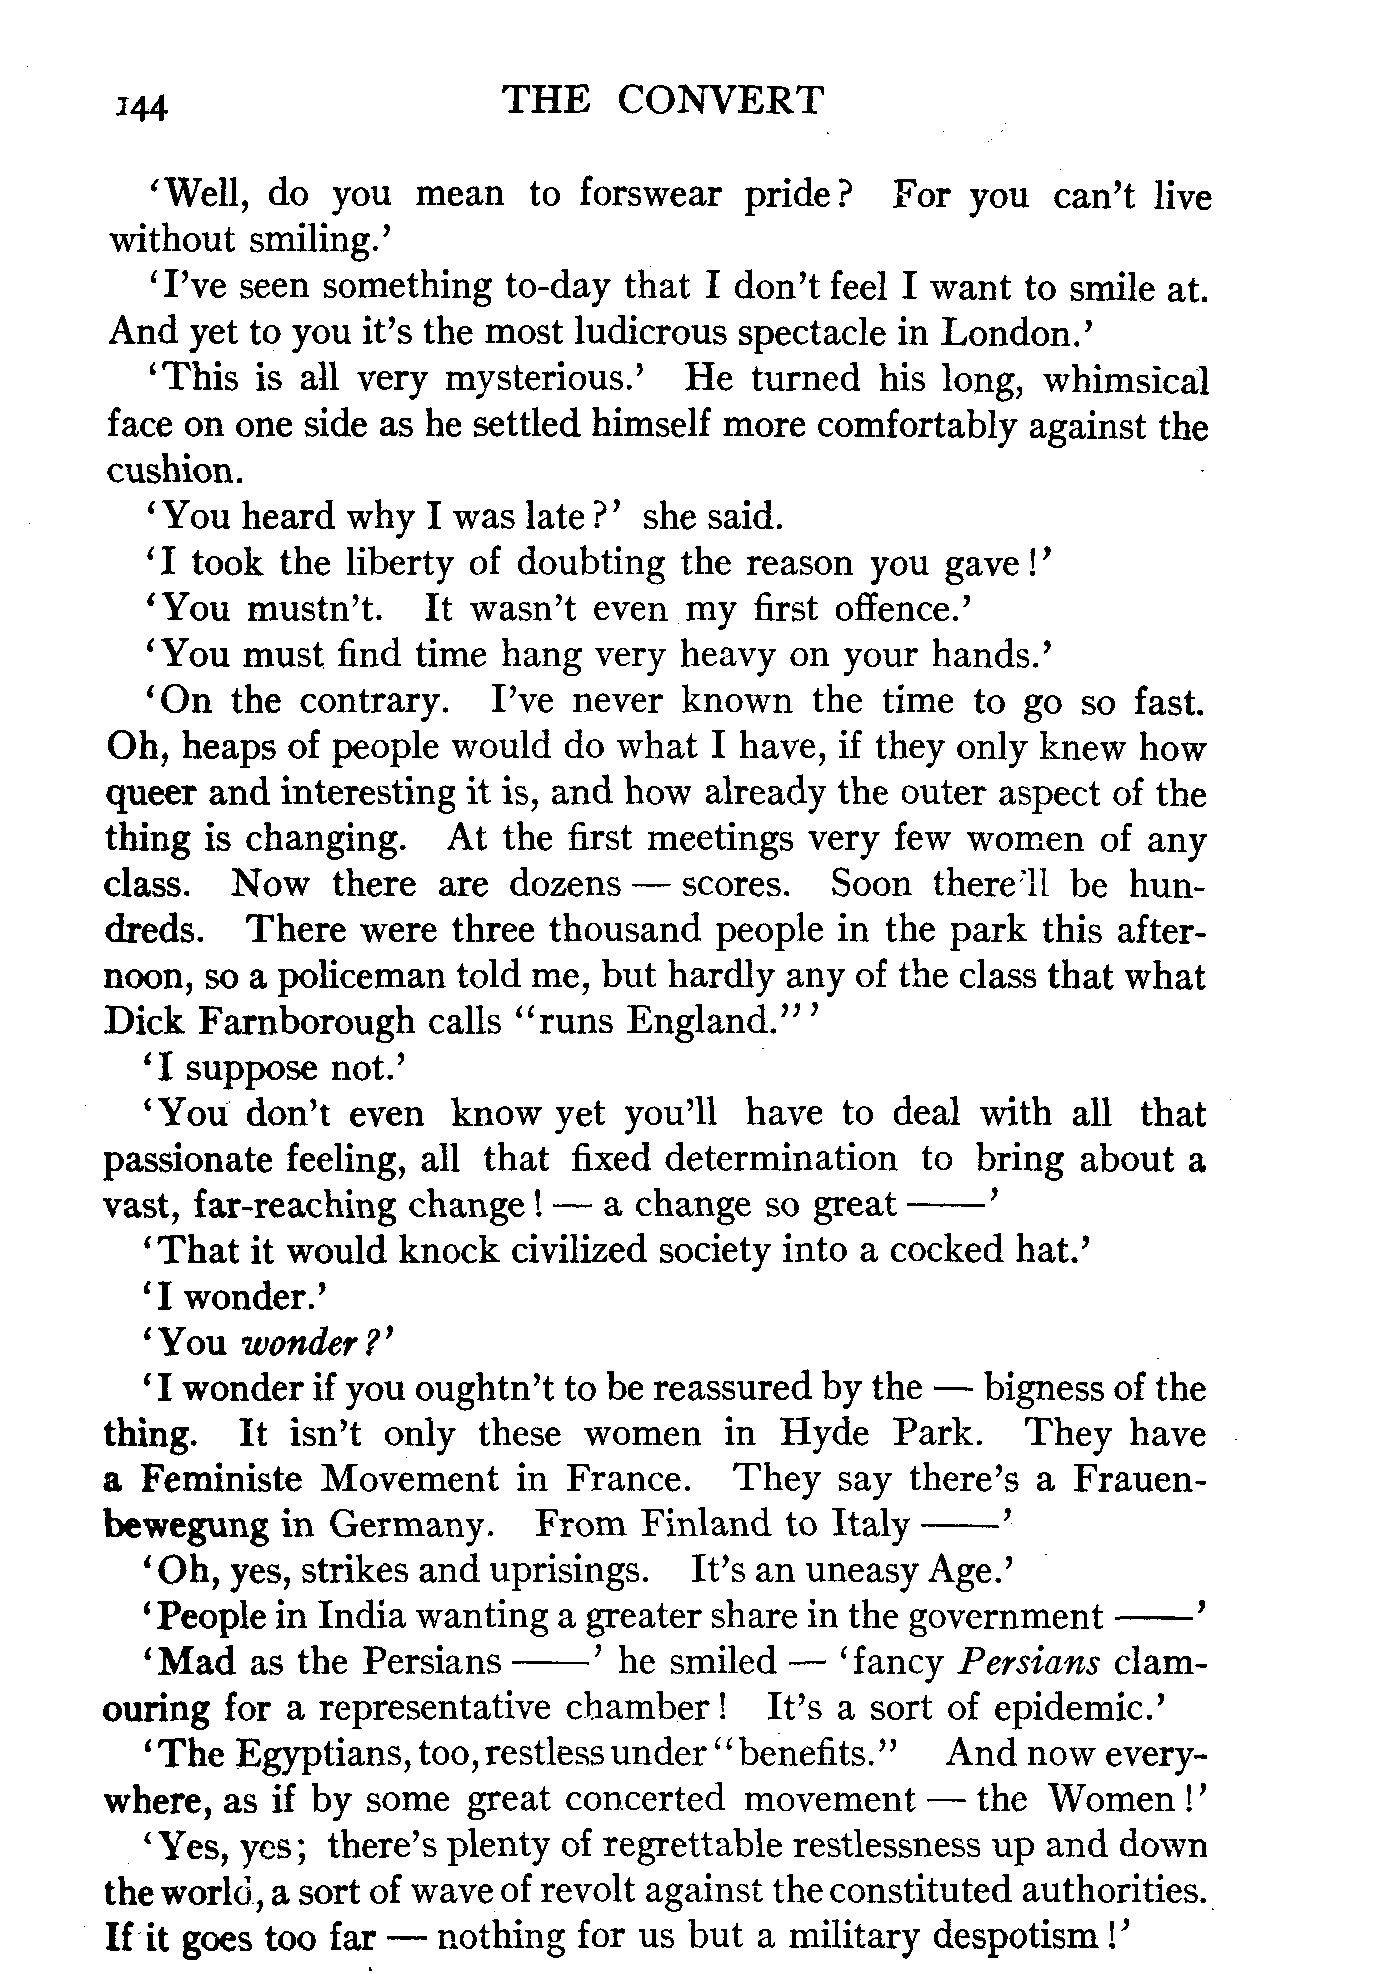 144 THE CONVERT
‘Well, do you mean to forswear pride? For you can’t live
without smiling.’
‘I’ve seen something to-day that I don’t feel I want to smile at.
And yet to you it’s the most ludicrous spectacle in London.’
‘This is all very mysterious.’ He turned his long, whimsical
face on one side as he settled himself more comfortably against the
cushion.
‘You heard why I was late?’ she said.
‘I took the liberty of doubting the reason you gave!’
‘You mustn’t. It wasn’t even my first offence.’
‘You must find time hang very heavy on your hands.’
‘On the contrary. I’ve never known the time to go so fast.
Oh, heaps of people would do what I have, if they only knew how
queer and interesting it is, and how already the outer aspect of the
thing is changing. At the first meetings very few women of any
class. Now there are dozens — scores. Soon there’ll be hun-
dreds. There were three thousand people in the park this after-
noon, so a policeman told me, but hardly any of the class that what
Dick Farnborough calls “runs England.”’
‘I suppose not.’
‘You don’t even know yet you’ll have to deal with all that
passionate feeling, all that fixed determination to bring about a
vast, far-reaching change! — a change so great ——’
‘That it would knock civilized society into a cocked hat.’
‘I wonder.’
‘You wonder?’
‘I wonder if you oughtn’t to be reassured by the — bigness of the
thing. It isn’t only these women in Hyde Park. They have
a Feministe Movement in France. They say there’s a Frauen-
bewegung in Germany. From Finland to Italy ——’
‘Oh, yes, strikes and uprisings. It’s an uneasy Age.’
‘People in India wanting a greater share in the government ——’
‘Mad as the Persians ——’ he smiled — ‘fancy Persians clam-
ouring for a representative chamber! It’s a sort of epidemic.’
‘The Egyptians, too, restless under “benefits.” And now every-
where, as if by some great concerted movement — the Women!’
‘Yes, yes; there’s plenty of regrettable restlessness up and down
the world, a sort of wave of revolt against the constituted authorities.
If it goes too far — nothing for us but a military despotism!’